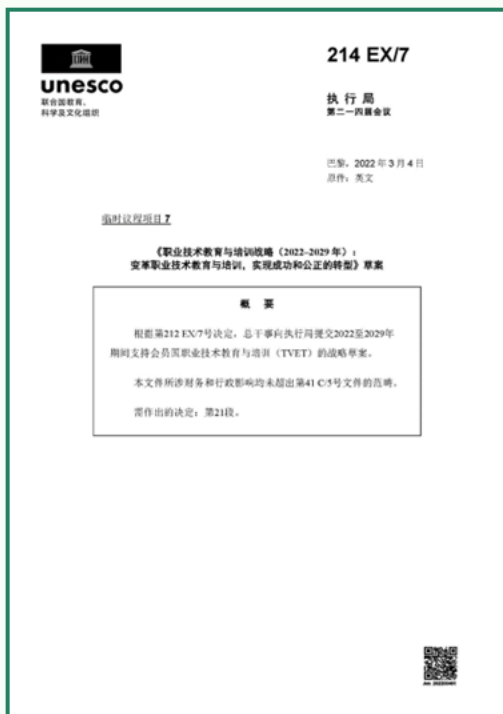 214 EX/7
unesco
联合国教育、
科学及文化组织
执行局
第二一四届会议
巴黎,2022年3月4日
原件:英文
临时议程项目7
《职业技术教育与培训战略(2022-2029年):
变革职业技术教育与培训,实现成功和公正的转型》草案
概 要
根据第212 EX/7号决定,总干事向执行局提交2022至2029年
期间支持会员国职业技术教育与培训(TVET)的战略草案。
本文件所涉财务和行政影响均未超出第41 C/5号文件的范畴。
需作出的决定:第21段。